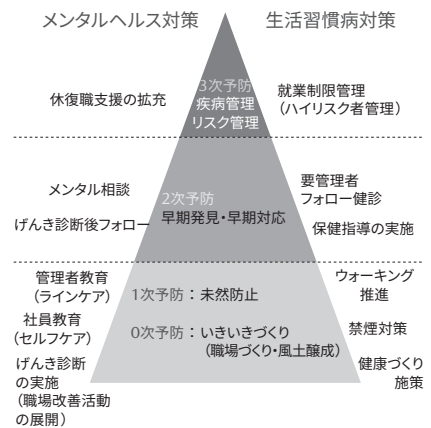 メンタルヘルス対策
生活習慣病対策
3次予防
疾病管理
リスク管理
休復職支援の拡充
就業制限管理
（ハイリスク者管理）
メンタル相談
げんき診断後フォロー
2次予防
早期発見・早期対応
要管理者
フォロー健診
保健指導の実施
管理者教育
（ラインケア）
社員教育
（セルフケア）
げんき診断
の実施
（職場改善活動
の展開）
1次予防：未然防止
0次予防：いきいきづくり
（職場づくり・風土醸成）
ウォーキング
推進
禁煙対策
健康づくり
施策